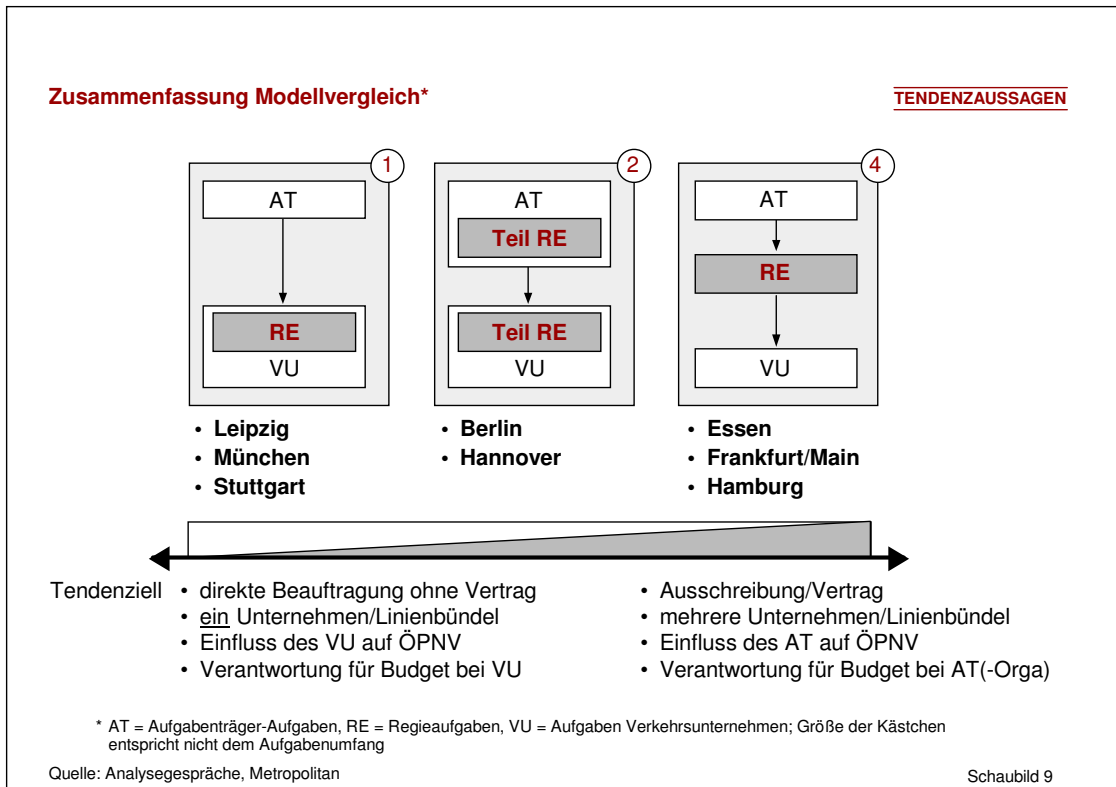 Zusammenfassung Modellvergleich*
TENDENZAUSSAGEN
1
AT
RE
VU
2
AT
Teil RE
Teil RE
VU
4
AT
RE
VU
• Leipzig
• München
• Stuttgart
• Berlin
• Hannover
• Essen
• Frankfurt/Main
• Hamburg
Tendenziell
• direkte Beauftragung ohne Vertrag
• ein Unternehmen/Linienbündel
• Einfluss des VU auf ÖPNV
• Verantwortung für Budget bei VU
• Ausschreibung/Vertrag
• mehrere Unternehmen/Linienbündel
• Einfluss des AT auf ÖPNV
• Verantwortung für Budget bei AT(-Orga)
* AT = Aufgabenträger-Aufgaben, RE = Regieaufgaben, VU = Aufgaben Verkehrsunternehmen; Größe der Kästchen
entspricht nicht dem Aufgabenumfang
Quelle: Analysegespräche, Metropolitan
Schaubild 9